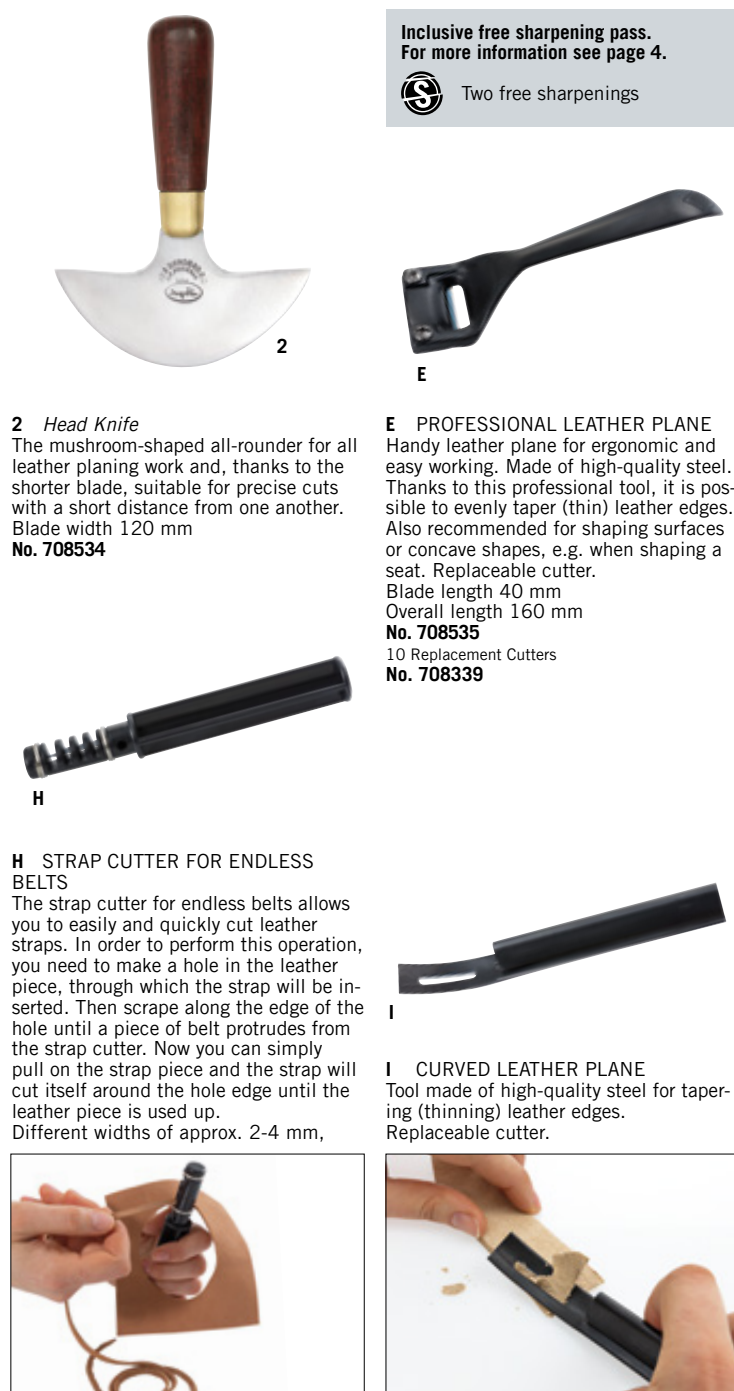 Inclusive free sharpening pass.
For more information see page 4.
S
Two free sharpenings
2
E
2 Head Knife
The mushroom-shaped all-rounder for all
leather planing work and, thanks to the
shorter blade, suitable for precise cuts
with a short distance from one another.
Blade width 120 mm
No. 708534
E PROFESSIONAL LEATHER PLANE
Handy leather plane for ergonomic and
easy working. Made of high-quality steel.
Thanks to this professional tool, it is pos-
sible to evenly taper (thin) leather edges.
Also recommended for shaping surfaces
or concave shapes, e.g. when shaping a
seat. Replaceable cutter.
Blade length 40 mm
Overall length 160 mm
No. 708535
10 Replacement Cutters
No. 708339
H
H STRAP CUTTER FOR ENDLESS
BELTS
The strap cutter for endless belts allows
you to easily and quickly cut leather
straps. In order to perform this operation,
you need to make a hole in the leather
piece, through which the strap will be in-
serted. Then scrape along the edge of the
hole until a piece of belt protrudes from
the strap cutter. Now you can simply
pull on the strap piece and the strap will
cut itself around the hole edge until the
leather piece is used up.
Different widths of approx. 2-4 mm,
I
I CURVED LEATHER PLANE
Tool made of high-quality steel for taper-
ing (thinning) leather edges.
Replaceable cutter.